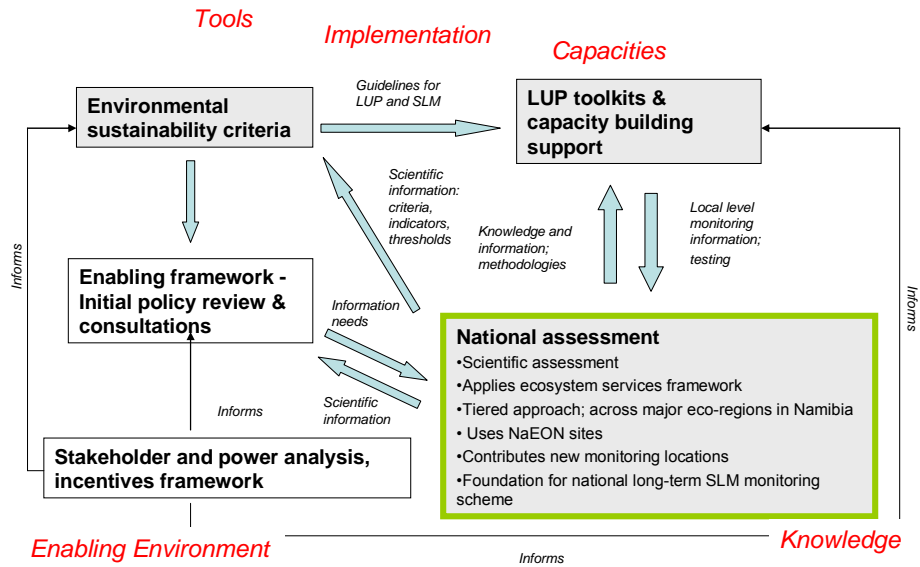 Tools
Implementation
Capacities
Guidelines for
LUP and SLM
Environmental
sustainability criteria
LUP toolkits &
capacity building
support
Scientific
information:
criteria,
indicators,
thresholds
Knowledge and
information;
methodologies
Local level
monitoring
information;
testing
Informs
Enabling framework -
Initial policy review &
consultations
Information
needs
Scientific
information
Informs
Informs
National assessment
•Scientific assessment
•Applies ecosystem services framework
•Tiered approach; across major eco-regions in Namibia
• Uses NaEON sites
•Contributes new monitoring locations
•Foundation for national long-term SLM monitoring
scheme
Stakeholder and power analysis,
incentives framework
Enabling Environment
Knowledge
Informs